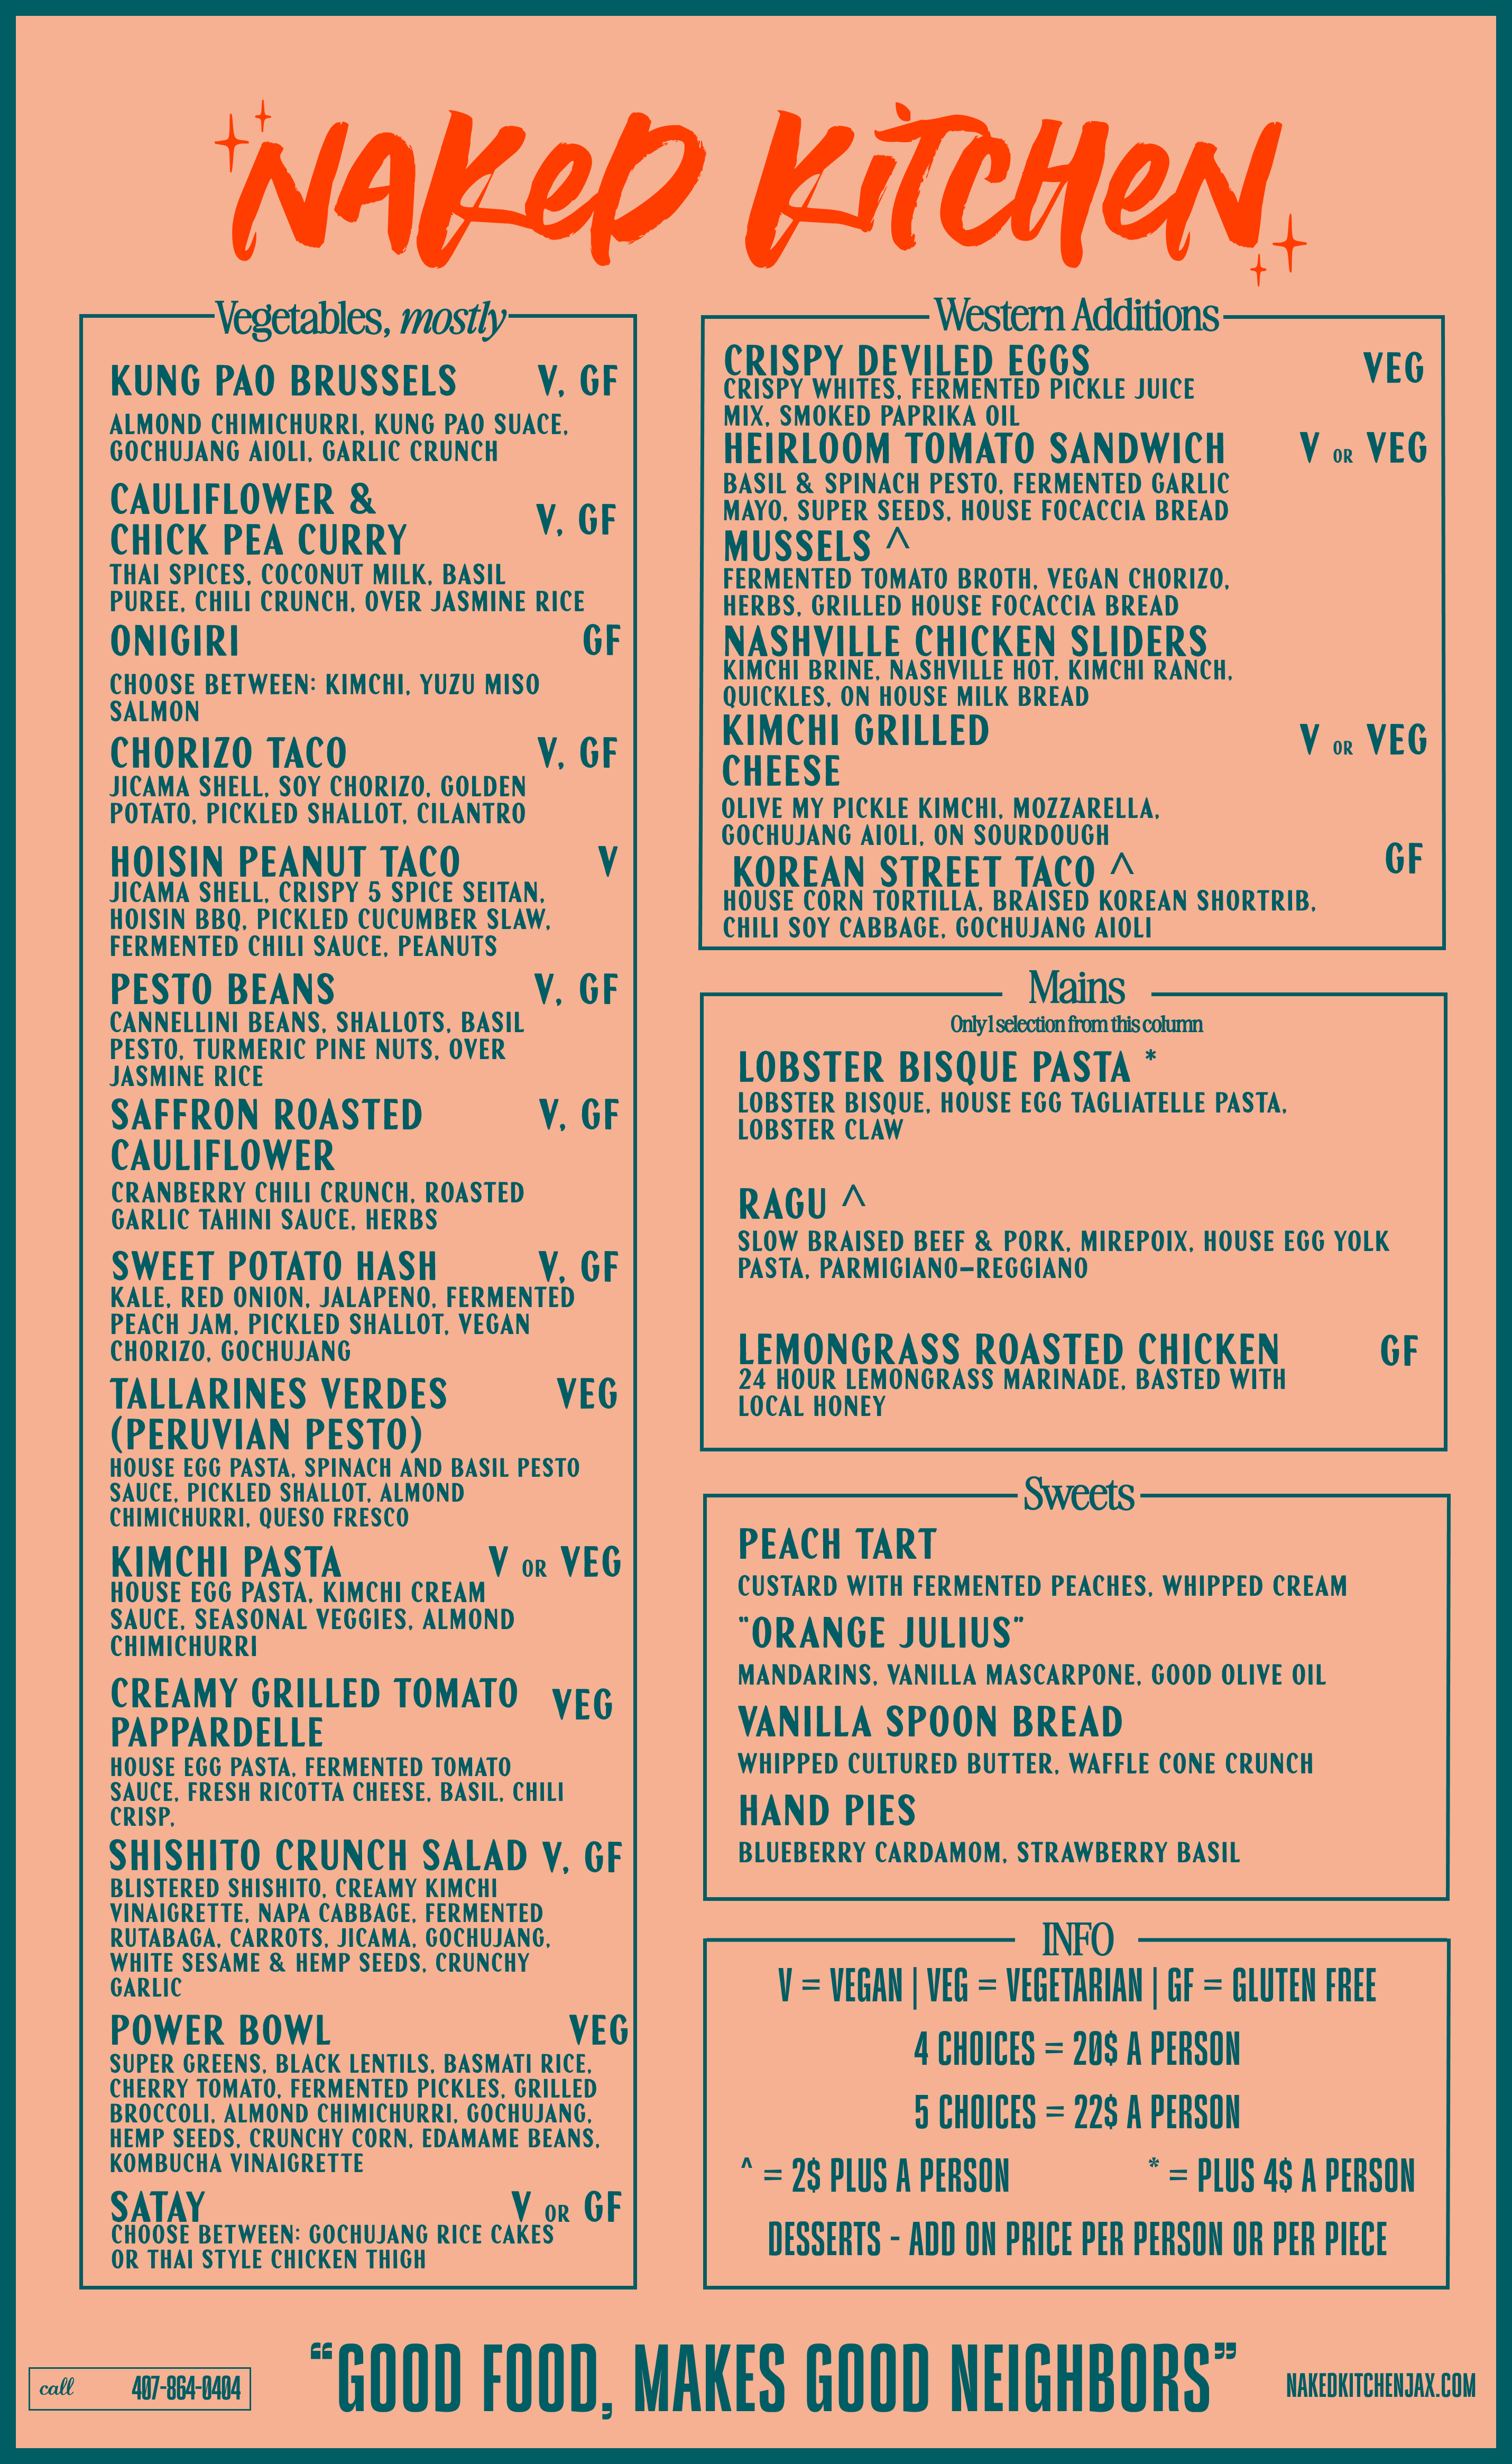 NAKED KITCHEN
Vegetables, mostly
KUNG PAO BRUSSELS V, GF
ALMOND CHIMICHURRI, KUNG PAO SUACE,
GOCHUJANG AIOLI, GARLIC CRUNCH
CAULIFLOWER &
CHICK PEA CURRY V, GF
THAI SPICES, COCONUT MILK, BASIL
PUREE, CHILI CRUNCH, OVER JASMINE RICE
ONIGIRI GF
CHOOSE BETWEEN: KIMCHI, YUZU MISO
SALMON
CHORIZO TACO V, GF
JICAMA SHELL, SOY CHORIZO, GOLDEN
POTATO, PICKLED SHALLOT, CILANTRO
HOISIN PEANUT TACO V
JICAMA SHELL, CRISPY 5 SPICE SEITAN,
HOISIN BBQ, PICKLED CUCUMBER SLAW,
FERMENTED CHILI SAUCE, PEANUTS
PESTO BEANS V, GF
CANNELLINI BEANS, SHALLOTS, BASIL
PESTO, TURMERIC PINE NUTS, OVER
JASMINE RICE
SAFFRON ROASTED V, GF
CAULIFLOWER
CRANBERRY CHILI CRUNCH, ROASTED
GARLIC TAHINI SAUCE, HERBS
SWEET POTATO HASH V, GF
KALE, RED ONION, JALAPENO, FERMENTED
PEACH JAM, PICKLED SHALLOT, VEGAN
CHORIZO, GOCHUJANG
TALLARINES VERDES VEG
(PERUVIAN PESTO)
HOUSE EGG PASTA, SPINACH AND BASIL PESTO
SAUCE, PICKLED SHALLOT, ALMOND
CHIMICHURRI, QUESO FRESCO
KIMCHI PASTA V OR VEG
HOUSE EGG PASTA, KIMCHI CREAM
SAUCE, SEASONAL VEGGIES, ALMOND
CHIMICHURRI
CREAMY GRILLED TOMATO VEG
PAPPARDELLE
HOUSE EGG PASTA, FERMENTED TOMATO
SAUCE, FRESH RICOTTA CHEESE, BASIL, CHILI
CRISP,
SHISHITO CRUNCH SALAD V, GF
BLISTERED SHISHITO, CREAMY KIMCHI
VINAIGRETTE, NAPA CABBAGE, FERMENTED
RUTABAGA, CARROTS, JICAMA, GOCHUJANG,
WHITE SESAME & HEMP SEEDS, CRUNCHY
GARLIC
POWER BOWL VEG
SUPER GREENS, BLACK LENTILS, BASMATI RICE,
CHERRY TOMATO, FERMENTED PICKLES, GRILLED
BROCCOLI, ALMOND CHIMICHURRI, GOCHUJANG,
HEMP SEEDS, CRUNCHY CORN, EDAMAME BEANS,
KOMBUCHA VINAIGRETTE
SATAY V OR GF
CHOOSE BETWEEN: GOCHUJANG RICE CAKES
OR THAI STYLE CHICKEN THIGH
Western Additions
CRISPY DEVILED EGGS VEG
CRISPY WHITES, FERMENTED PICKLE JUICE
MIX, SMOKED PAPRIKA OIL
HEIRLOOM TOMATO SANDWICH V OR VEG
BASIL & SPINACH PESTO, FERMENTED GARLIC
MAYO, SUPER SEEDS, HOUSE FOCACCIA BREAD
MUSSELS ^
FERMENTED TOMATO BROTH, VEGAN CHORIZO,
HERBS, GRILLED HOUSE FOCACCIA BREAD
NASHVILLE CHICKEN SLIDERS
KIMCHI BRINE, NASHVILLE HOT, KIMCHI RANCH,
QUICKLES, ON HOUSE MILK BREAD
KIMCHI GRILLED V OR VEG
CHEESE
OLIVE MY PICKLE KIMCHI, MOZZARELLA,
GOCHUJANG AIOLI, ON SOURDOUGH
KOREAN STREET TACO ^ GF
HOUSE CORN TORTILLA, BRAISED KOREAN SHORTRIB,
CHILI SOY CABBAGE, GOCHUJANG AIOLI
Mains
Only 1 selection from this column
LOBSTER BISQUE PASTA *
LOBSTER BISQUE, HOUSE EGG TAGLIATELLE PASTA,
LOBSTER CLAW
RAGU ^
SLOW BRAISED BEEF & PORK, MIREPOIX, HOUSE EGG YOLK
PASTA, PARMIGIANO–REGGIANO
LEMONGRASS ROASTED CHICKEN GF
24 HOUR LEMONGRASS MARINADE, BASTED WITH
LOCAL HONEY
Sweets
PEACH TART
CUSTARD WITH FERMENTED PEACHES, WHIPPED CREAM
"ORANGE JULIUS"
MANDARINS, VANILLA MASCARPONE, GOOD OLIVE OIL
VANILLA SPOON BREAD
WHIPPED CULTURED BUTTER, WAFFLE CONE CRUNCH
HAND PIES
BLUEBERRY CARDAMOM, STRAWBERRY BASIL
INFO
V = VEGAN | VEG = VEGETARIAN | GF = GLUTEN FREE
4 CHOICES = 20$ A PERSON
5 CHOICES = 22$ A PERSON
^ = 2$ PLUS A PERSON * = PLUS 4$ A PERSON
DESSERTS - ADD ON PRICE PER PERSON OR PER PIECE
call 407-864-0404
“GOOD FOOD, MAKES GOOD NEIGHBORS”
NAKEDKITCHENJAX.COM